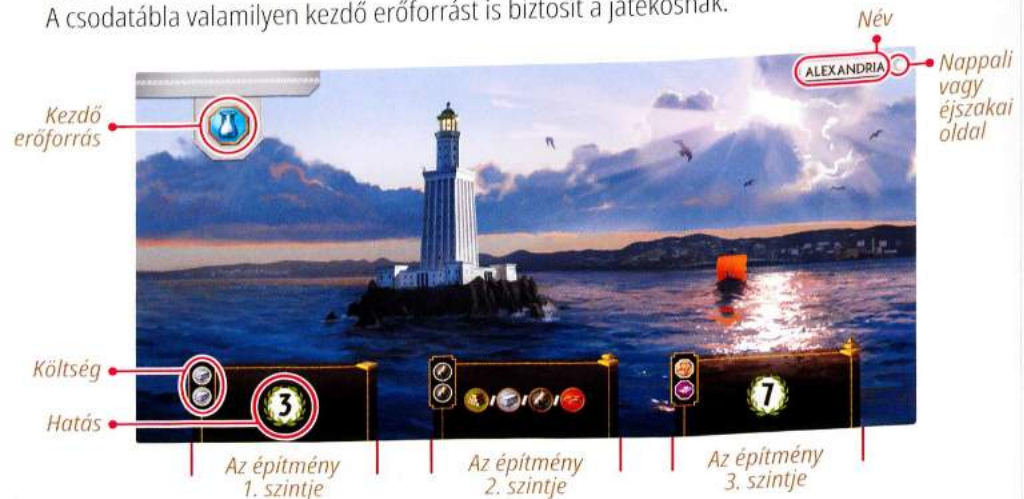 A csodatábla valamilyen kezdő erőforrást is biztosít a játékosnak.
Név
ALEXANDRIA
Nappali
vagy
éjszakai
oldal
Kezdő
erőforrás
Költség
Hatás
3
7
Az építmény
1. szintje
Az építmény
2. szintje
Az építmény
3. szintje